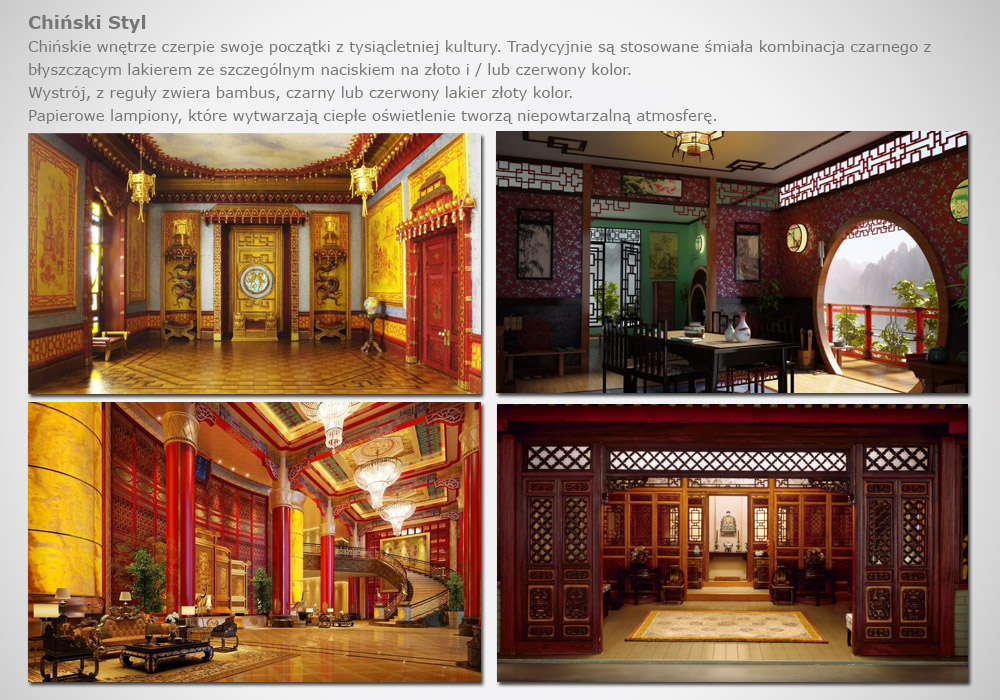 Chiński Styl
Chińskie wnętrze czerpie swoje początki z tysiącletniej kultury. Tradycyjnie są stosowane śmiała kombinacja czarnego z
błyszczącym lakierem ze szczególnym naciskiem na złoto i / lub czerwony kolor.
Wystrój, z reguły zwiera bambus, czarny lub czerwony lakier złoty kolor.
Papierowe lampiony, które wytwarzają ciepłe oświetlenie tworzą niepowtarzalną atmosferę.